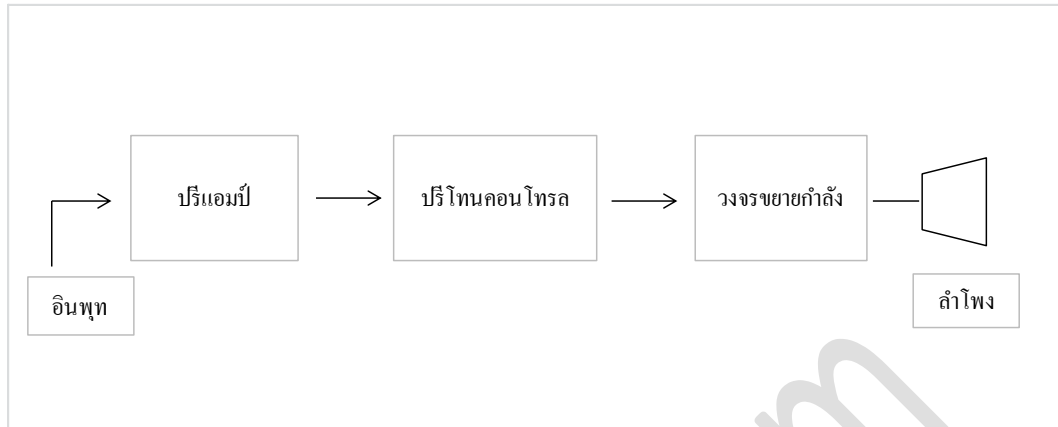 ปรีแอมป์
ปรีโทนคอนโทรล
วงจรขยายกำลัง
อินพุท
ลำโพง